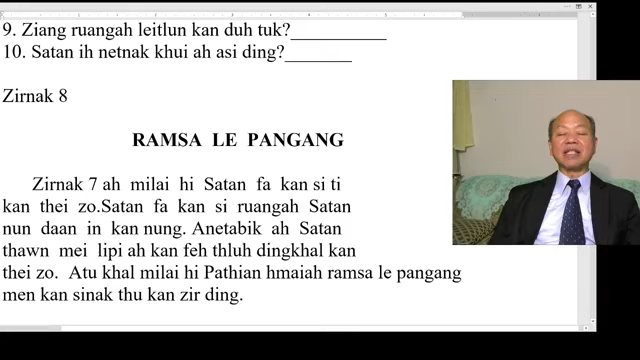 9. Ziang ruangah leitlun kan duh tuk?___________
10. Satan ih netnak khui ah asi ding?________
Zirnak 8
RAMSA LE PANGANG
Zirnak 7 ah milai hi Satan fa kan si ti
kan thei zo.Satan fa kan si ruangah Satan
nun daan in kan nung. Anetabik ah Satan
thawn mei lipi ah kan feh thluh dingkhal kan
thei zo. Atu khal milai hi Pathian hmaiah ramsa le pangang
men kan sinak thu kan zir ding.